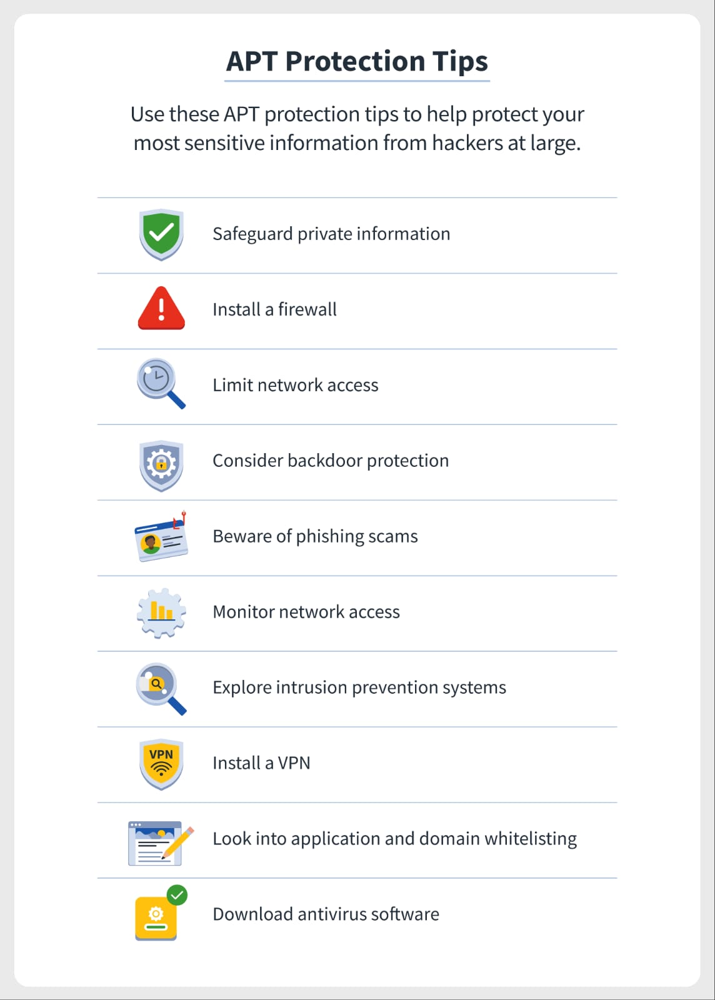 APT Protection Tips
Use these APT protection tips to help protect your
most sensitive information from hackers at large.
Safeguard private information
Install a firewall
Limit network access
Consider backdoor protection
Beware of phishing scams
Monitor network access
Explore intrusion prevention systems
VPN
Install a VPN
Look into application and domain whitelisting
Download antivirus software